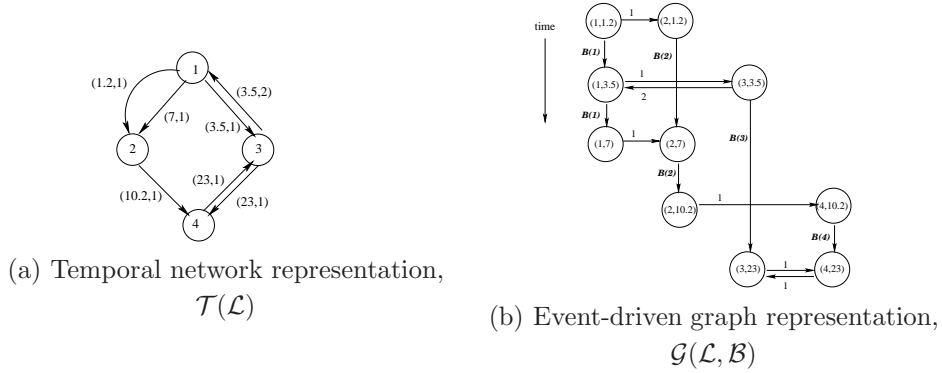 1
(1.2,1)
(3.5,2)
(7,1)
(3.5,1)
2
3
(10.2,1)
(23,1)
(23,1)
4
(a) Temporal network representation,
𝒯(ℒ)
time
(1,1.2)
1
(2,1.2)
B(1)
B(2)
(1,3.5)
1
2
(3,3.5)
B(1)
(1,7)
1
(2,7)
B(3)
B(2)
(2,10.2)
1
(4,10.2)
B(4)
(3,23)
1
1
(4,23)
(b) Event-driven graph representation,
𝒢(ℒ, ℬ)